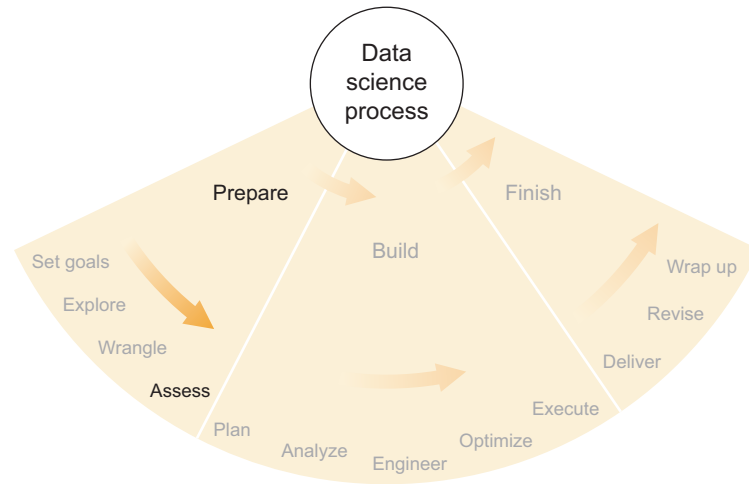 Data
science
process
Prepare
Finish
Build
Set goals
Explore
Wrangle
Assess
Plan
Analyze
Engineer
Optimize
Execute
Deliver
Revise
Wrap up